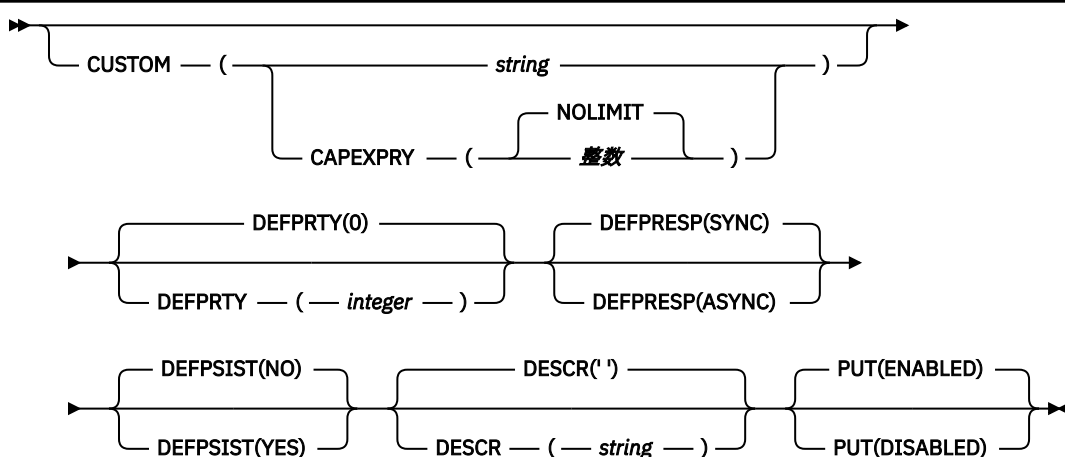 CUSTOM ( string )
NOLIMIT
CAPEXPRY ( 整数 )
DEFPRTY(0) DEFPRESP(SYNC)
DEFPRTY ( integer ) DEFPRESP(ASYNC)
DEFPSIST(NO) DESCR(' ') PUT(ENABLED)
DEFPSIST(YES) DESCR ( string ) PUT(DISABLED)